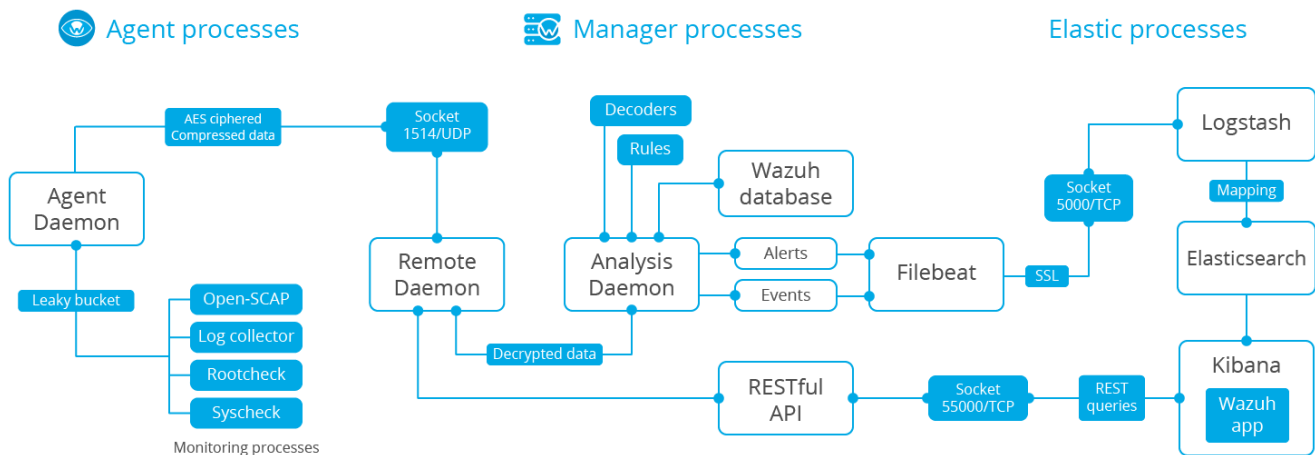 Agent processes
Manager processes
Elastic processes
AES ciphered
Compressed data
Socket
1514/UDP
Decoders
Rules
Logstash
Agent
Daemon
Wazuh
database
Socket
5000/TCP
Mapping
Remote
Daemon
Analysis
Daemon
Alerts
Events
Filebeat
SSL
Elasticsearch
Leaky bucket
Open-SCAP
Log collector
Rootcheck
Syscheck
Monitoring processes
Decrypted data
RESTful
API
Socket
55000/TCP
REST
queries
Kibana
Wazuh
app